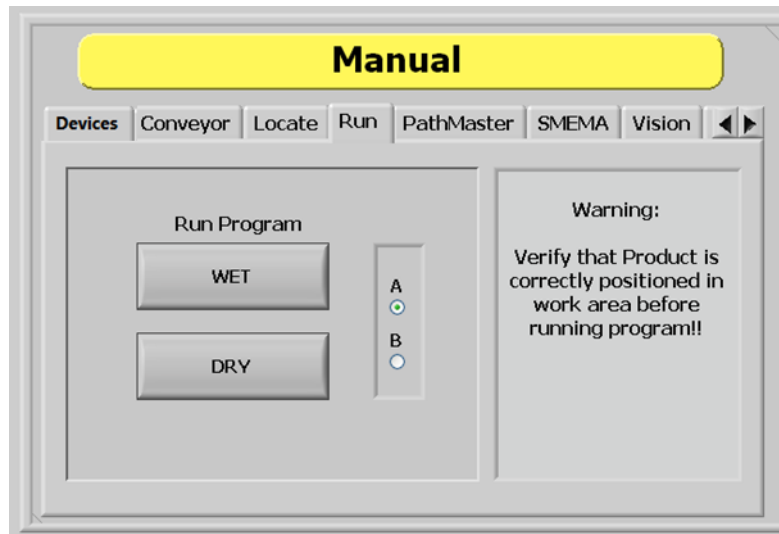 Manual
Devices Conveyor Locate Run PathMaster SMEMA Vision
Run Program
WET
DRY
A
B
Warning:
Verify that Product is
correctly positioned in
work area before
running program!!